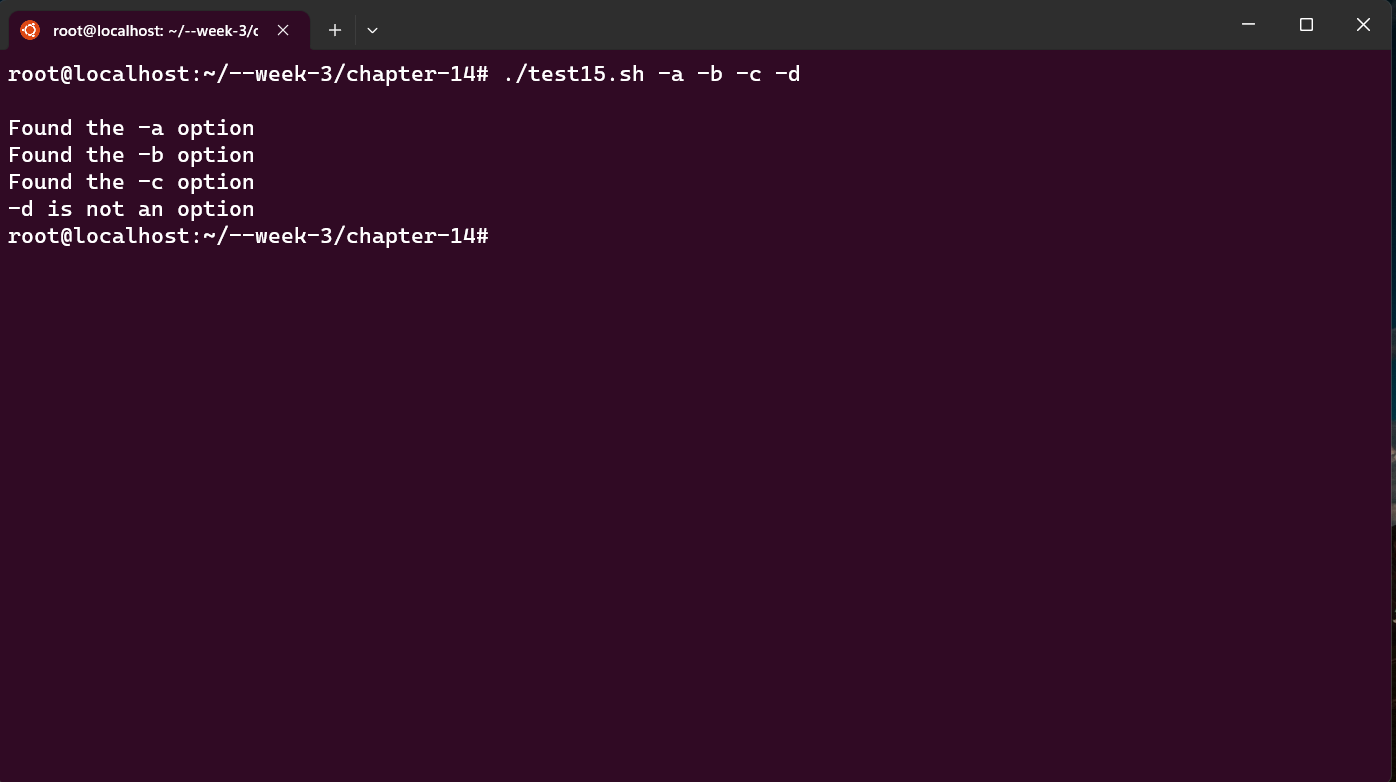 root@localhost: ~/--week-3/c
root@localhost:~/--week-3/chapter-14# ./test15.sh -a -b -c -d
Found the -a option
Found the -b option
Found the -c option
-d is not an option
root@localhost:~/--week-3/chapter-14#